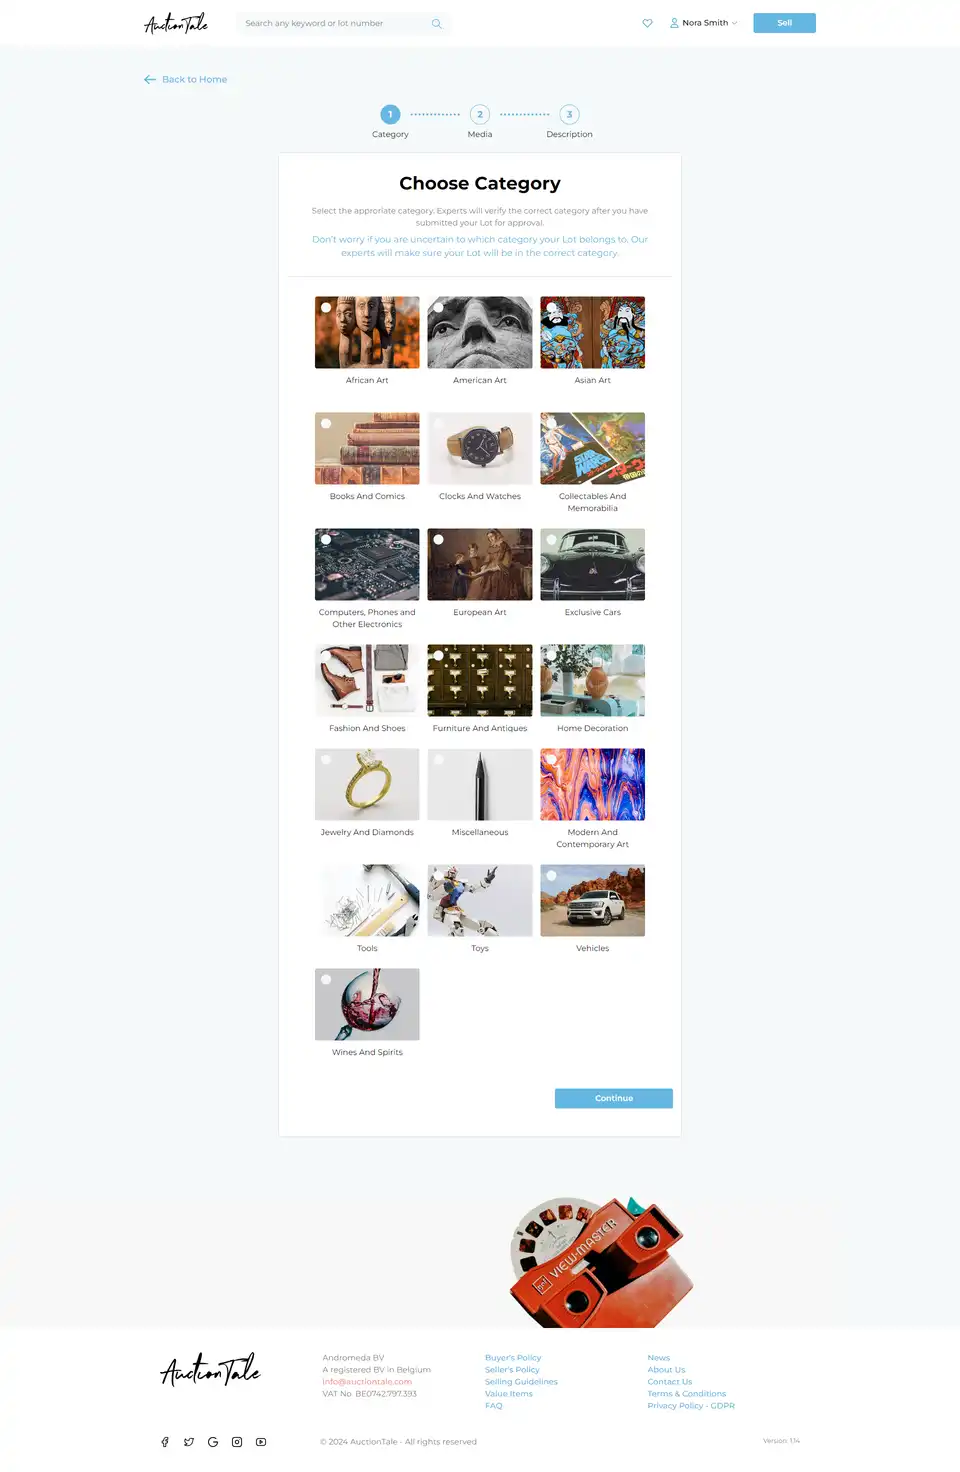 AuctionTale
Search any keyword or lot number
Nora Smith
Sell
Back to Home
1
2
3
Category
Media
Description
Choose Category
Select the approriate category. Experts will verify the correct category after you have
submitted your Lot for approval.
Don't worry if you are uncertain to which category your Lot belongs to. Our
experts will make sure your Lot will be in the correct category.
African Art
American Art
Asian Art
STAR
WARS
Books And Comics
Clocks And Watches
Collectables And
Memorabilia
Computers, Phones and
Other Electronics
European Art
Exclusive Cars
Fashion And Shoes
Furniture And Antiques
Home Decoration
Jewelry And Diamonds
Miscellaneous
Modern And
Contemporary Art
Tools
Toys
Vehicles
Wines And Spirits
Continue
VIEW-MASTER
gaf
AuctionTale
Andromeda BV
A registered BV in Belgium
info@auctiontale.com
VAT No. BE0742.797.393
Buyer's Policy
Seller's Policy
Selling Guidelines
Value Items
FAQ
News
About Us
Contact Us
Terms & Conditions
Privacy Policy - GDPR
© 2024 AuctionTale - All rights reserved
Version: 1.14